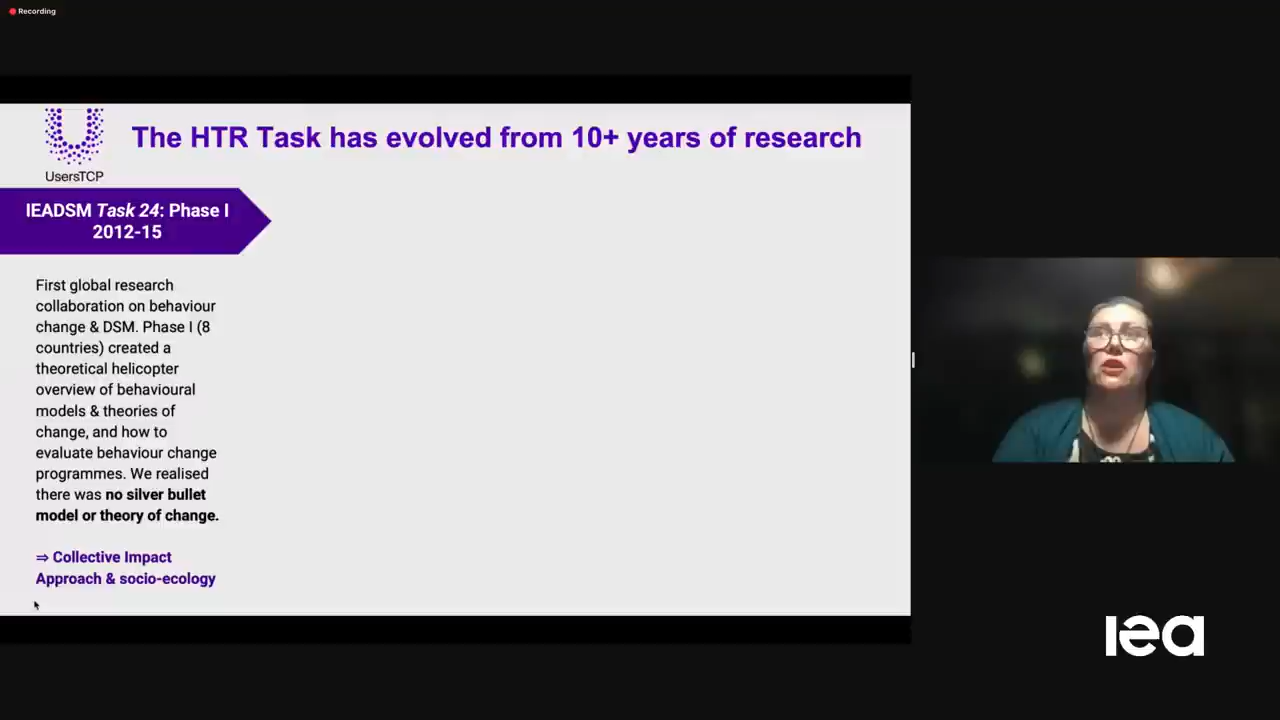 Recording
The HTR Task has evolved from 10+ years of research
UsersTCP
IEADSM Task 24: Phase I
2012-15
First global research
collaboration on behaviour
change & DSM. Phase I (8
countries) created a
theoretical helicopter
overview of behavioural
models & theories of
change, and how to
evaluate behaviour change
programmes. We realised
there was no silver bullet
model or theory of change.
⇒ Collective Impact
Approach & socio-ecology
iea